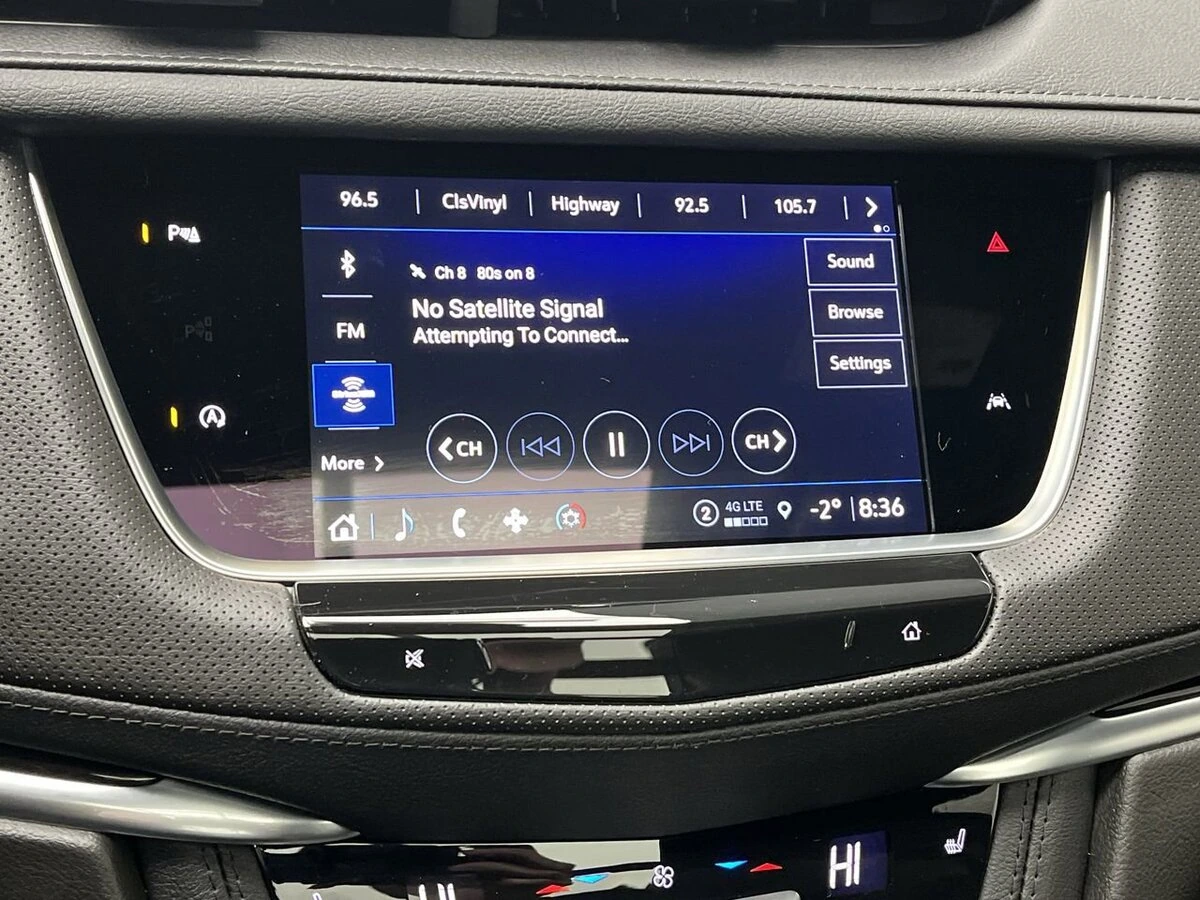 96.5 | ClsVinyl | Highway | 92.5 | 105.7 |
Ch 8 80s on 8
No Satellite Signal
Attempting To Connect...
FM
More
Sound
Browse
Settings
CH
CH
2 4G LTE -2° | 8:36
P
A
HI